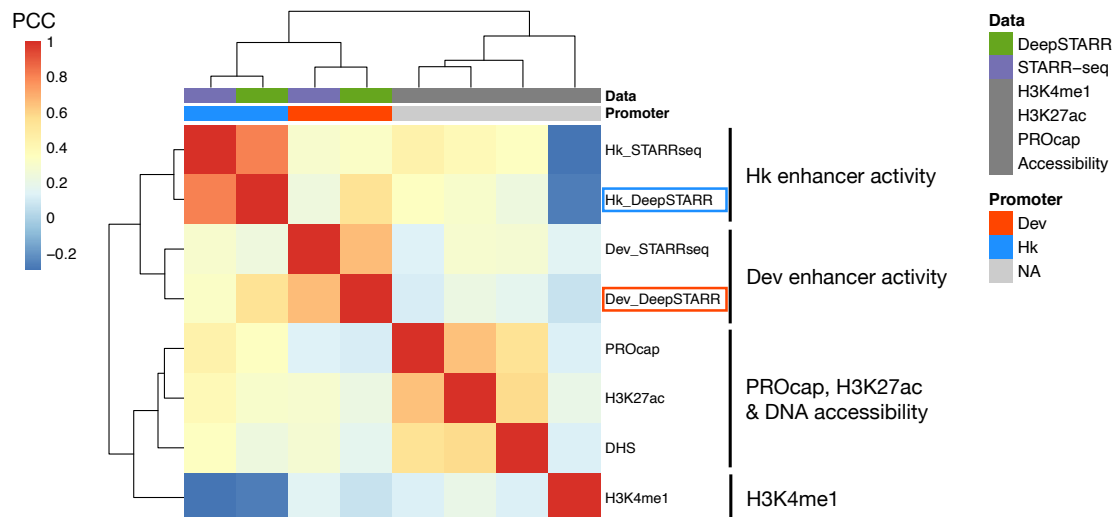 PCC
1
0.8
0.6
0.4
0.2
0
−0.2
Data
Promoter
Hk_STARRseq
Hk_DeepSTARR
Dev_STARRseq
Dev_DeepSTARR
PROcap
H3K27ac
DHS
H3K4me1
Hk enhancer activity
Dev enhancer activity
PROcap, H3K27ac
& DNA accessibility
H3K4me1
Data
DeepSTARR
STARR−seq
H3K4me1
H3K27ac
PROcap
Accessibility
Promoter
Dev
Hk
NA